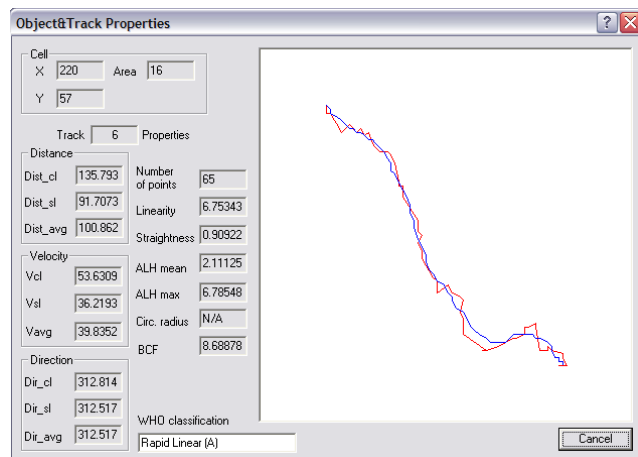 Object&Track Properties
Cell
X 220 Area 16
Y 57
Track 6 Properties
Distance
Dist_cl 135.793
Dist_sl 91.7073
Dist_avg 100.862
Number of points 65
Linearity 6.75343
Straightness 0.90922
Velocity
Vcl 53.6309
Vsl 36.2193
Vavg 39.8352
ALH mean 2.11125
ALH max 6.78548
Circ. radius N/A
BCF 8.68878
Direction
Dir_cl 312.814
Dir_sl 312.517
Dir_avg 312.517
WHO classification
Rapid Linear (A)
Cancel